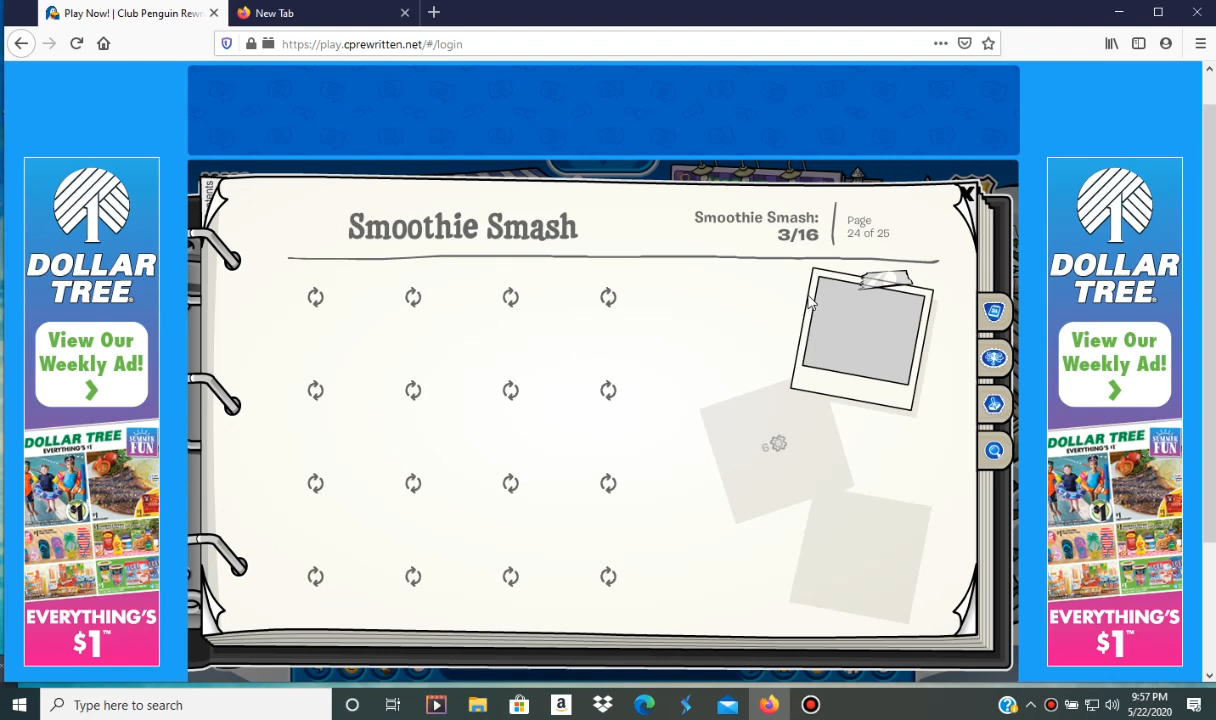 Play Now! | Club Penguin Rewr
New Tab
https://play.cprewritten.net/#/login
Smoothie Smash
Smoothie Smash:
3/16
Page
24 of 25
6
DOLLAR
TREE
View Our
Weekly Ad!
DOLLAR TREE
EVERYTHING'S $1
SUMMER
FUN
EVERYTHING'S
$1™
DOLLAR
TREE
View Our
Weekly Ad!
DOLLAR TREE
EVERYTHING'S $1
SUMMER
FUN
EVERYTHING'S
$1™
Type here to search
9:57 PM
5/22/2020